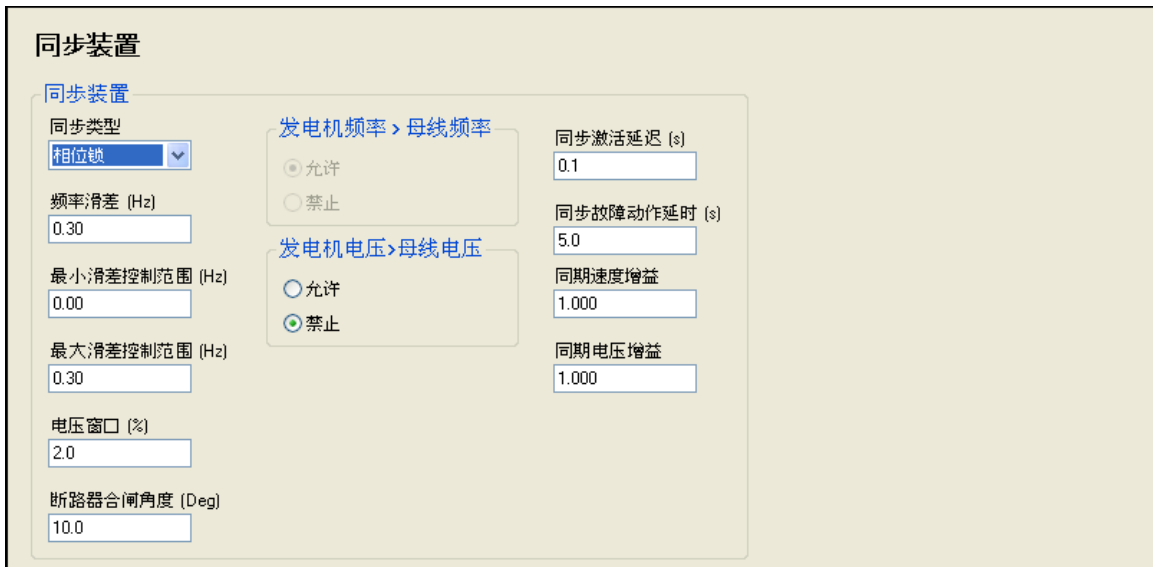 同步装置
同步装置
同步类型
相位锁
频率滑差 (Hz)
0.30
最小滑差控制范围 (Hz)
0.00
最大滑差控制范围 (Hz)
0.30
电压窗口 (%)
2.0
断路器合闸角度 (Deg)
10.0
发电机频率 > 母线频率
允许
禁止
发电机电压>母线电压
允许
禁止
同步激活延迟 (s)
0.1
同步故障动作延时 (s)
5.0
同期速度增益
1.000
同期电压增益
1.000